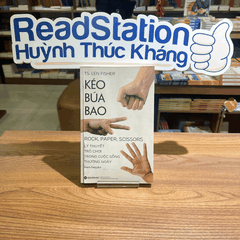 ReadStation
Huỳnh Thúc Kháng
TS. LEN FISHER
KÉO
BÚA
BAO
ROCK, PAPER, SCISSORS
LÝ THUYẾT
TRÒ CHƠI
TRONG CUỘC SỐNG
THƯỜNG NGÀY